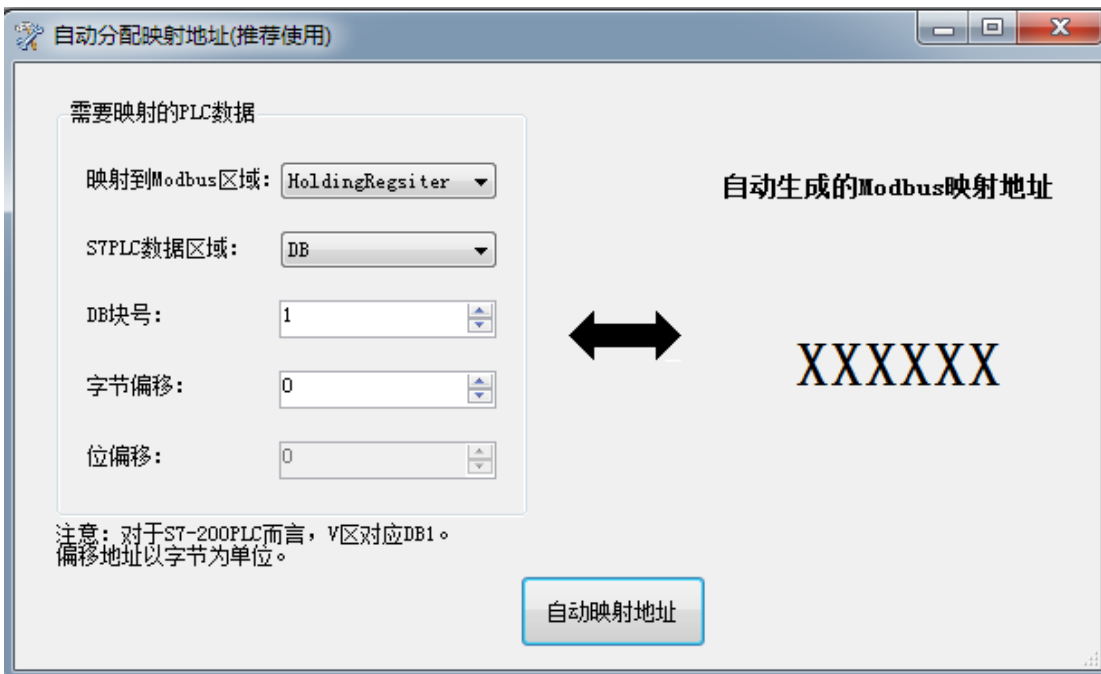 自动分配映射地址(推荐使用)
需要映射的PLC数据
映射到Modbus区域: HoldingRegsiter
自动生成的Modbus映射地址
S7PLC数据区域: DB
DB块号: 1
XXXXXX
字节偏移: 0
位偏移: 0
注意: 对于S7-200PLC而言，V区对应DB1。
偏移地址以字节为单位。
自动映射地址